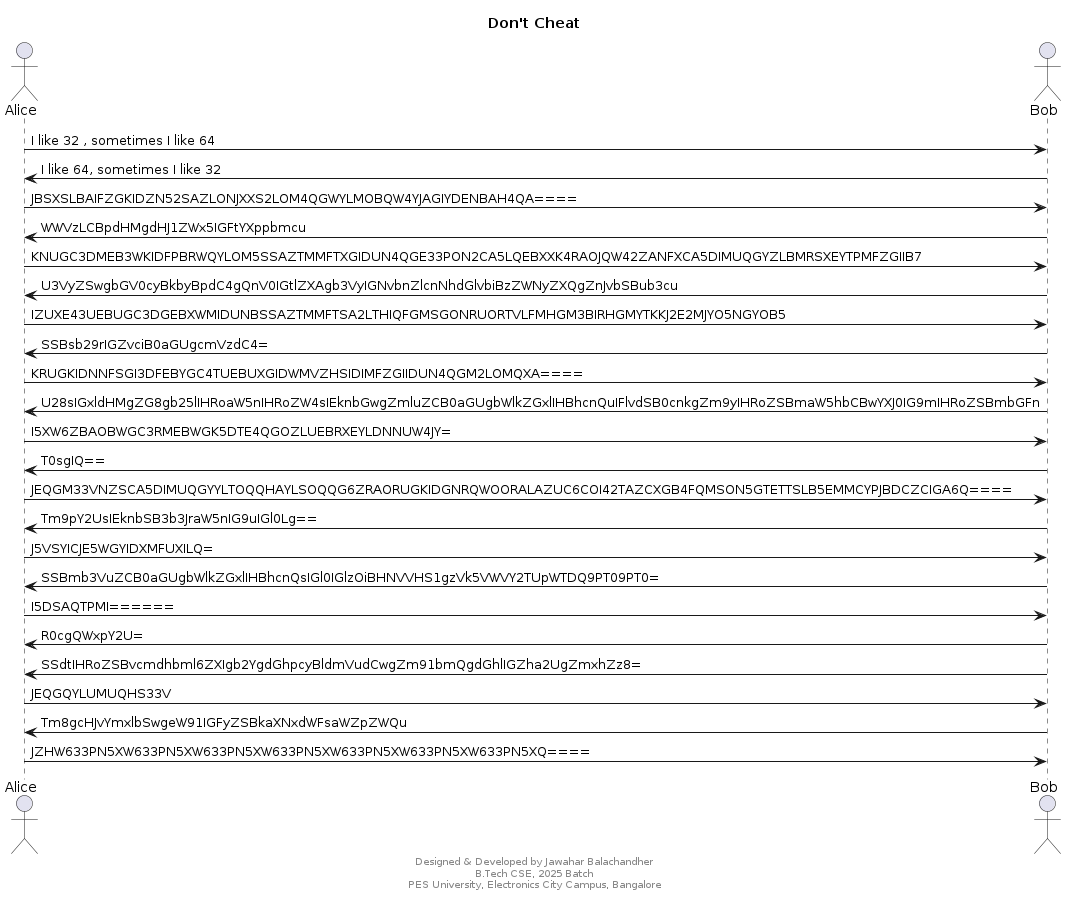 Don't Cheat
Alice
Bob
I like 32 , sometimes I like 64
I like 64, sometimes I like 32
JBSXSLBAIFZGKIDZN52SAZLONJXXS2LOM4QGWYLMOBQW4YJAGIYDENBAH4QA====
WWVzLCBpdHMgdHJ1ZWx5IGFtYXppbmcu
KNUGC3DMEB3WKIDFPBRWQYLOM5SSAZTMMFTXGIDUN4QGE33PON2CA5LQEBXXK4RAOJQW42ZANFXCA5DIMUQGYZLBMRSXEYTPMFZGIIB7
U3VyZSwgbGV0cyBkbyBpdC4gQnV0IGtlZXAgb3VyIGNvbnZlcnNhdGlvbiBzZWNyZXQgZnJvbSBub3cu
IZUXE43UEBUGC3DGEBXWMIDUNBSSAZTMMFTSA2LTHIQFGMSGONRUORTVLFMHGM3BIRHGMYTKKJ2E2MJYO5NGYOB5
SSBsb29rIGZvciB0aGUgcmVzdC4=
KRUGKIDNNFSGI3DFEBYGC4TUEBUXGIDWMVZHSIDIMFZGIIDUN4QGM2LOMQXA====
U28sIGxldHMgZG8gb25lIHRoaW5nIHRoZW4sIEknbGwgZmluZCB0aGUgbWlkZGxlIHBhcnQuIFlvdSB0cnkgZm9yIHRoZSBmaW5hbCBwYXJ0IG9mIHRoZSBmbGFn
I5XW6ZBAOBWGC3RMEBWGK5DTE4QGOZLUEBRXEYLDNNUW4JY=
T0sgIQ==
JEQGM33VNZSCA5DIMUQGYYLTOQQHAYLSOQQG6ZRAORUGKIDGNRQWOORALAZUC6COI42TAZCXGB4FQMSON5GTETTSLB5EMMCYPJBDCZCIGA6Q====
Tm9pY2UsIEknbSB3b3JraW5nIG9uIGl0Lg==
J5VSYICJE5WGYIDXMFUXILQ=
SSBmb3VuZCB0aGUgbWlkZGxlIHBhcnQsIGl0IGlzOiBHNVVHS1gzVk5VWVY2TUpWTDQ9PT09PT0=
I5DSAQTPMI======
R0cgQWxpY2U=
SSdtIHRoZSBvcmdhbml6ZXIgb2YgdGhpcyBldmVudCwgZm91bmQgdGhlIGZha2UgZmxhZz8=
JEQGQYLUMUQHS33V
Tm8gcHJvYmxlbSwgeW91IGFyZSBkaXNxdWFsaWZpZWQu
JZHW633PN5XW633PN5XW633PN5XW633PN5XW633PN5XW633PN5XW633PN5XQ====
Alice
Bob
Designed & Developed by Jawahar Balachandher
B.Tech CSE, 2025 Batch
PES University, Electronics City Campus, Bangalore